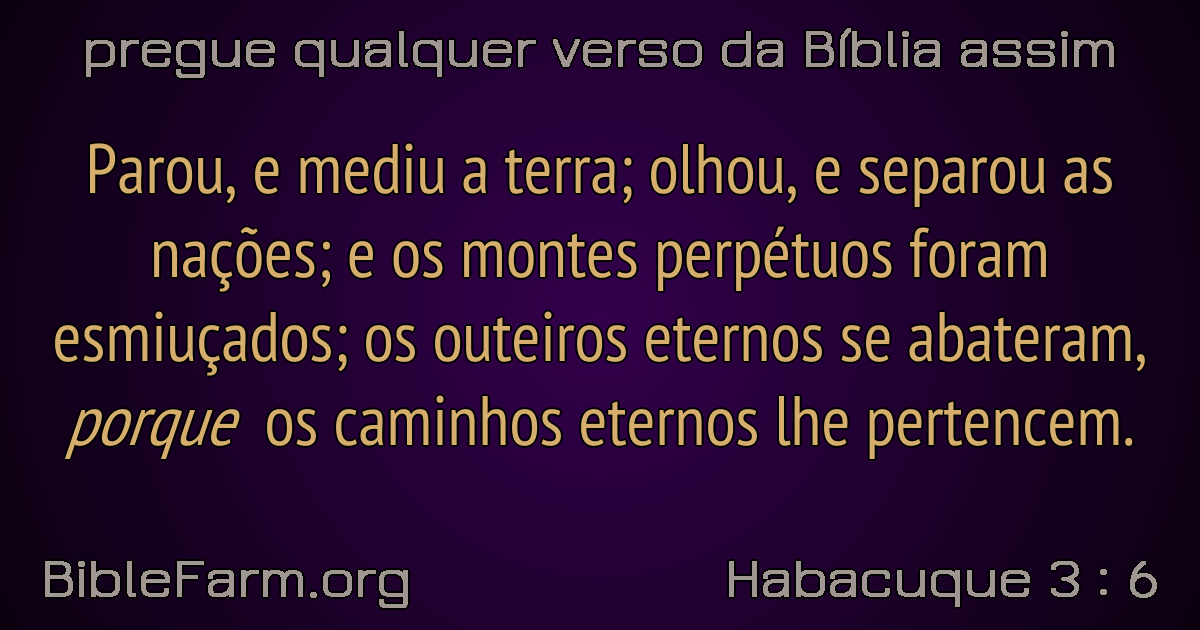 pregue qualquer verso da Bíblia assim
Parou, e mediu a terra; olhou, e separou as
nações; e os montes perpétuos foram
esmiuçados; os outeiros eternos se abateram,
porque os caminhos eternos lhe pertencem.
BibleFarm.org
Habacuque 3 : 6